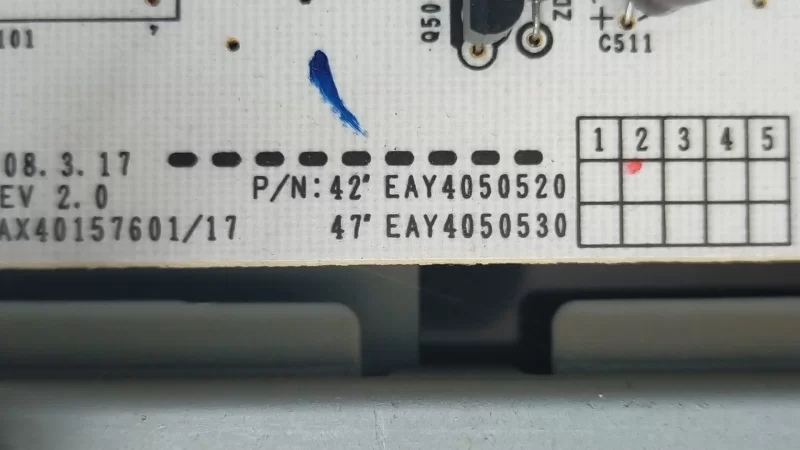 101
Q50
ZD
+
C511
1 2 3 4 5
08.3.17
EV 2.0
AX40157601/17
P/N: 42" EAY4050520
47" EAY4050530